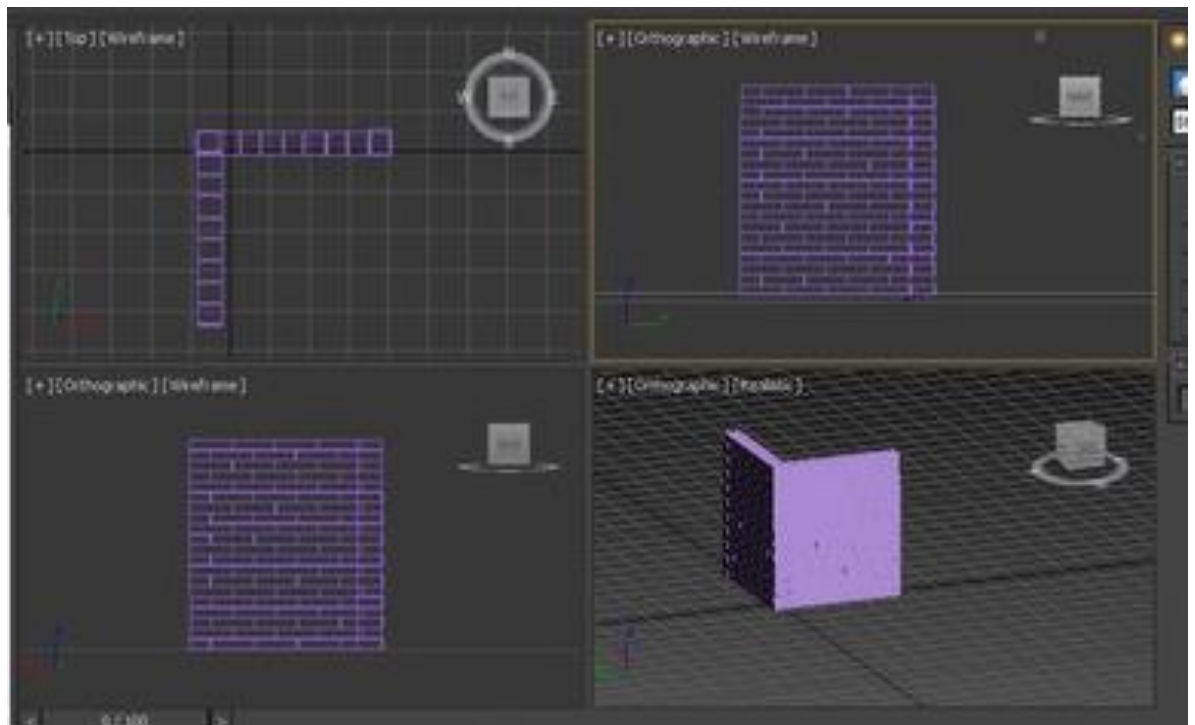 [+][Top][Wireframe]
[+][Orthographic][Wireframe]
[+][Orthographic][Wireframe]
[+][Orthographic][Realistic]
0 / 100